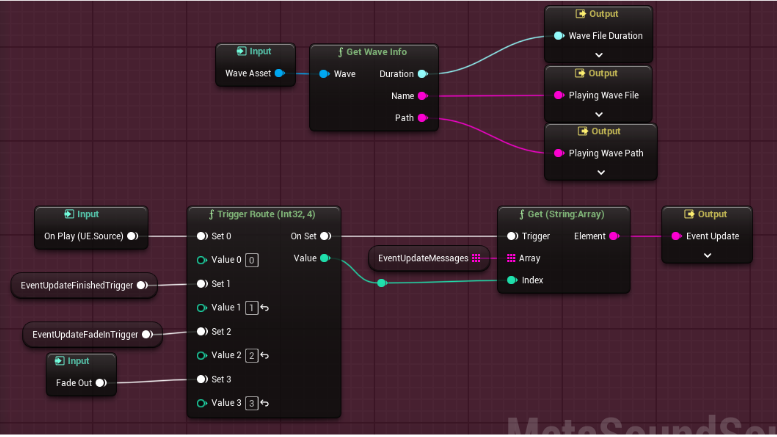 Input
Wave Asset
Get Wave Info
Wave
Duration
Name
Path
Output
Wave File Duration
Output
Playing Wave File
Output
Playing Wave Path
Input
On Play (UE.Source)
EventUpdateFinishedTrigger
EventUpdateFadeInTrigger
Input
Fade Out
Trigger Route (Int32, 4)
Set 0
On Set
Value 0 0
Value
Set 1
Value 1 1
Set 2
Value 2 2
Set 3
Value 3 3
EventUpdateMessages
Get (String:Array)
Trigger
Element
Array
Index
Output
Event Update